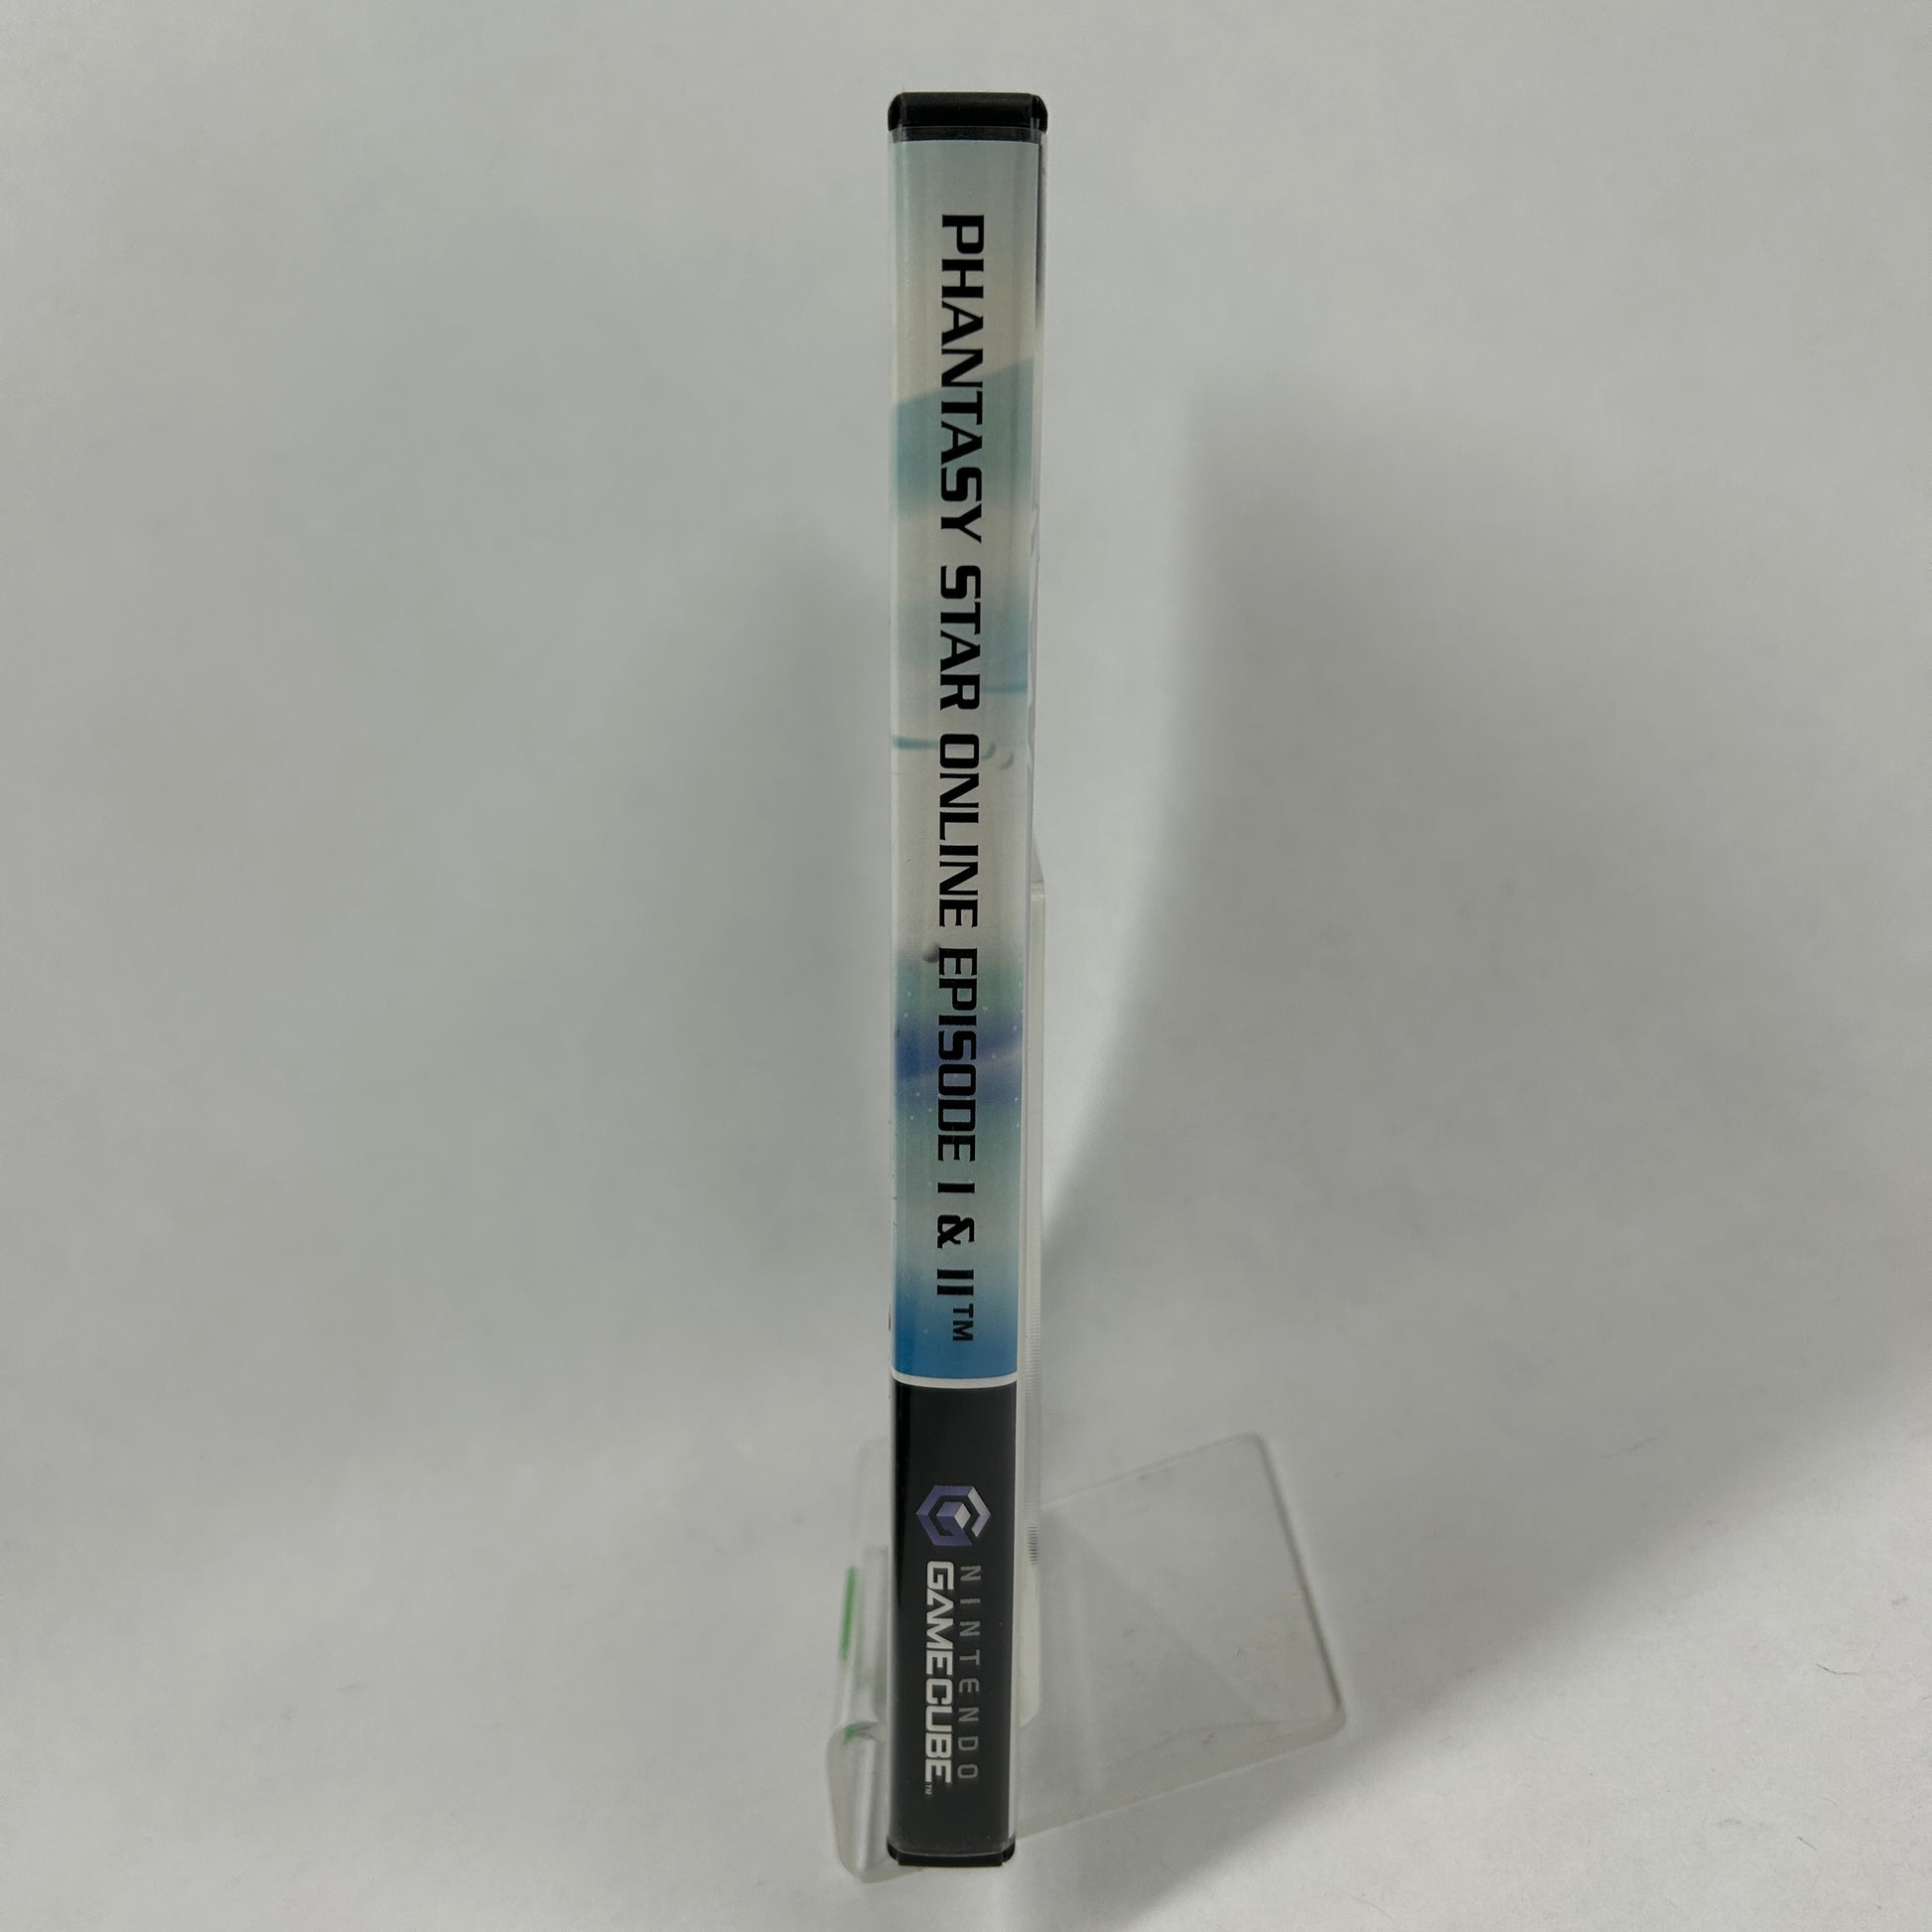 PHANTASY STAR ONLINE EPISODE I & II™
NINTENDO
GAMECUBE™